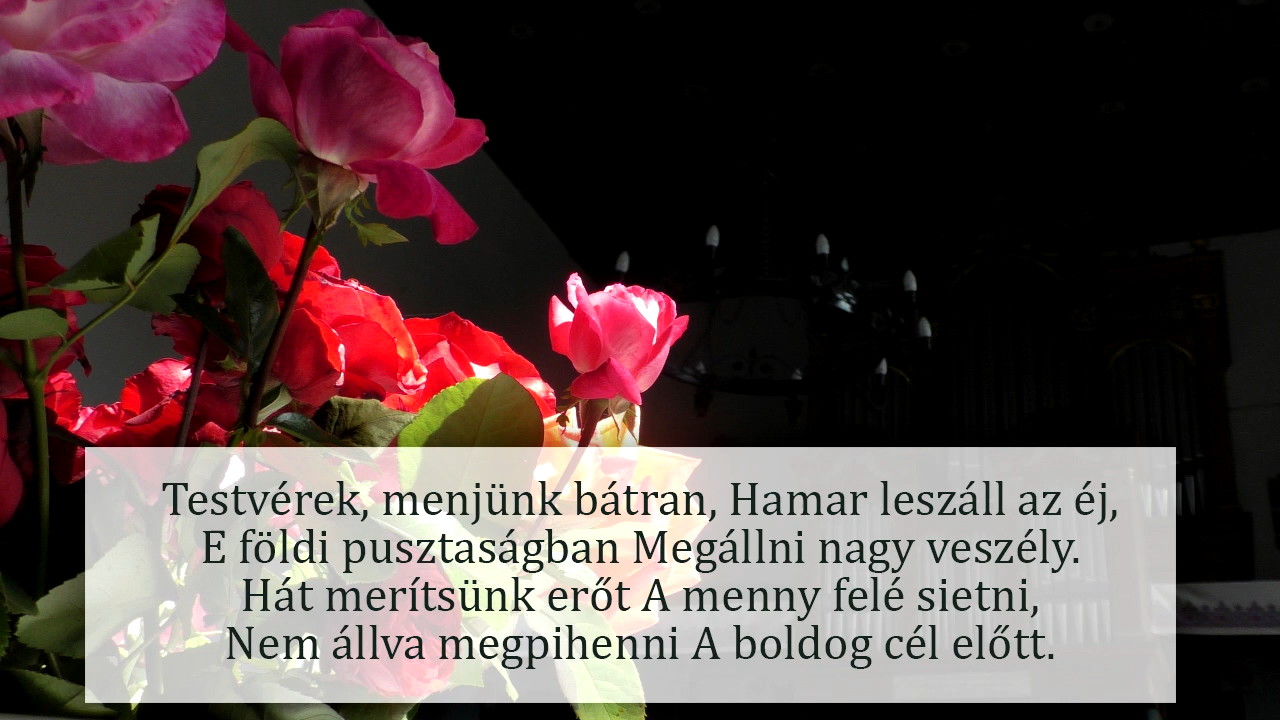 Testvérek, menjünk bátran, Hamar leszáll az éj,
E földi pusztaságban Megállni nagy veszély.
Hát merítsünk erőt A menny felé sietni,
Nem állva megpihenni A boldog cél előtt.